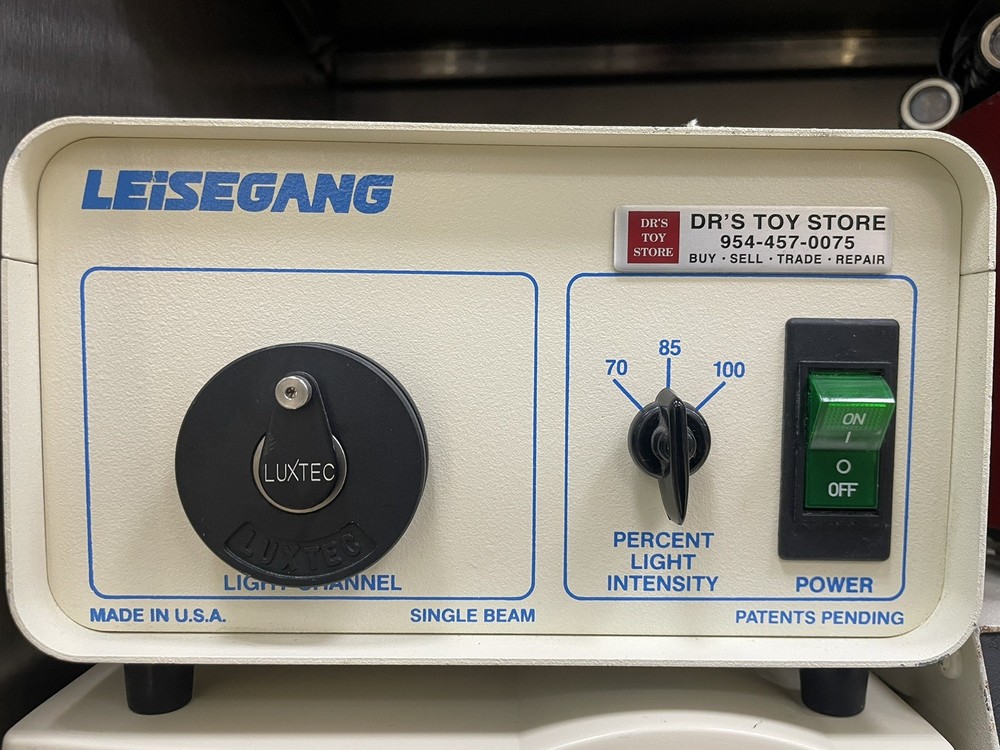 LEISEGANG
DR'S
TOY
STORE
DR'S TOY STORE
954-457-0075
BUY · SELL · TRADE · REPAIR
70
85
100
LUXTEC
LUXTEC
LIGHT CHANNEL
PERCENT
LIGHT
INTENSITY
ON
I
O
OFF
POWER
MADE IN U.S.A.
SINGLE BEAM
PATENTS PENDING